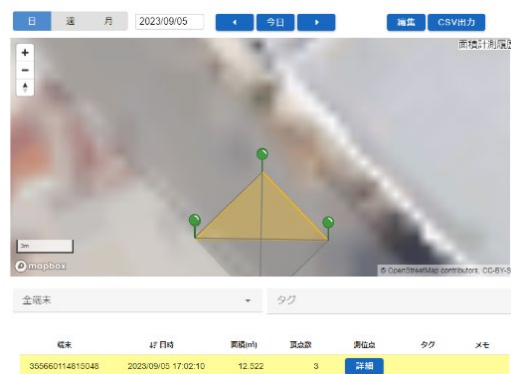 日 週 月 2023/09/05 今日 編集 CSV出力
面積計測履歴
3m
mapbox
© OpenStreetMap contributors, CC-BY-S
全端末 タグ
端末 日時 面積(㎡) 頂点数 測位点 タグ メモ
355660114815048 2023/09/05 17:02:10 12.522 3 詳細